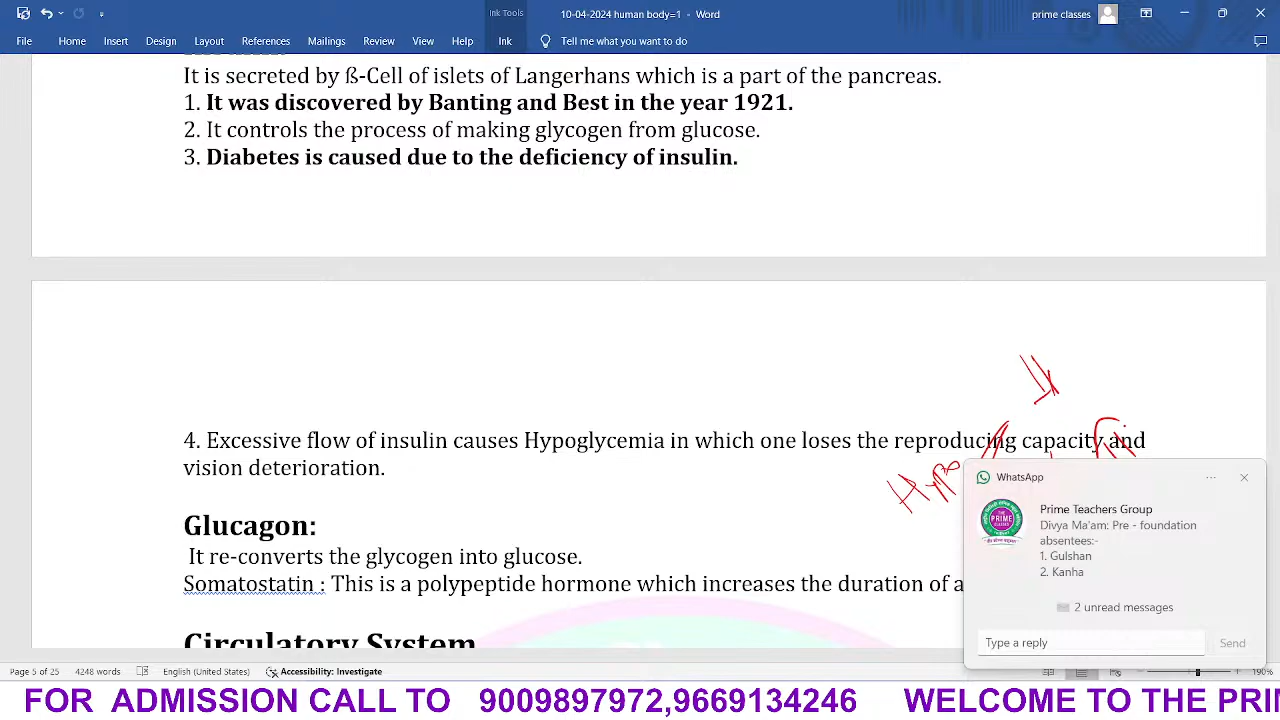 Ink Tools
10-04-2024 human body=1 - Word
prime classes
File Home Insert Design Layout References Mailings Review View Help Ink Tell me what you want to do
It is secreted by ß-Cell of islets of Langerhans which is a part of the pancreas.
1. It was discovered by Banting and Best in the year 1921.
2. It controls the process of making glycogen from glucose.
3. Diabetes is caused due to the deficiency of insulin.
4. Excessive flow of insulin causes Hypoglycemia in which one loses the reproducing capacity and
vision deterioration.
Hypo
Glucagon:
It re-converts the glycogen into glucose.
Somatostatin : This is a polypeptide hormone which increases the duration of a
Circulatory System
WhatsApp
Prime Teachers Group
Divya Ma'am: Pre - foundation
absentees:-
1. Gulshan
2. Kanha
2 unread messages
Type a reply Send
THE
PRIME
CLASSES
Page 5 of 25 4248 words English (United States) Accessibility: Investigate 190%
FOR ADMISSION CALL TO 9009897972,9669134246 WELCOME TO THE PRI